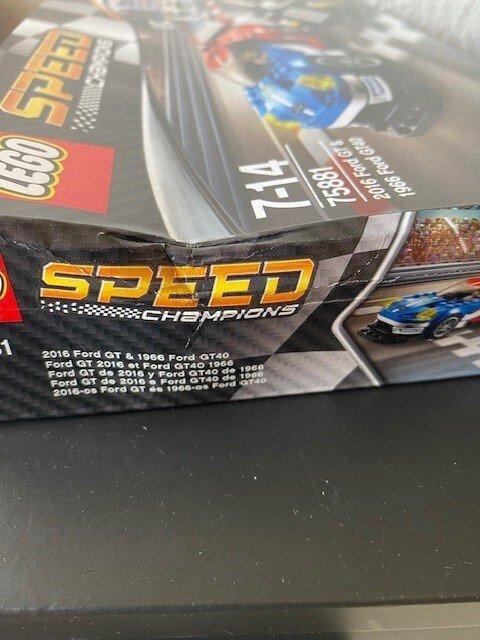 SPEED
CHAMPIONS
LEGO
7-14
75881
2016 Ford GT &
1966 Ford GT40
SPEED
CHAMPIONS
2016 Ford GT & 1966 Ford GT40
Ford GT 2016 et Ford GT40 1966
Ford GT de 2016 y Ford GT40 de 1966
Ford GT de 2016 e Ford GT40 de 1966
2016-os Ford GT és 1966-os Ford GT40